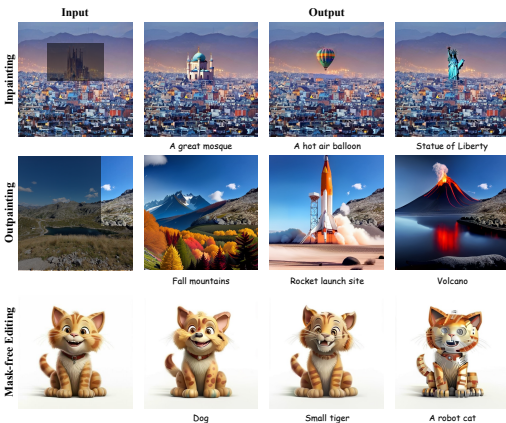 Input
Output
Inpainting
A great mosque
A hot air balloon
Statue of Liberty
Outpainting
Fall mountains
Rocket launch site
Volcano
Mask-free Editing
Dog
Small tiger
A robot cat